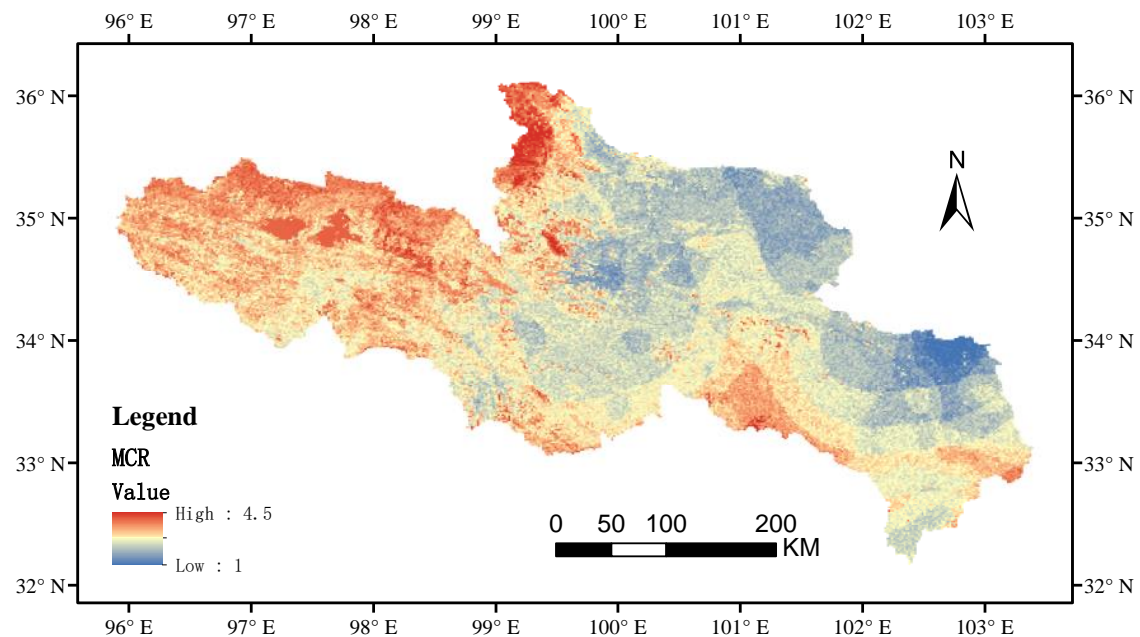 96° E 97° E 98° E 99° E 100° E 101° E 102° E 103° E
36° N 36° N
N
35° N 35° N
34° N 34° N
Legend
MCR
33° N 33° N
Value
High : 4.5
0 50 100 200
KM
Low : 1
32° N 32° N
96° E 97° E 98° E 99° E 100° E 101° E 102° E 103° E